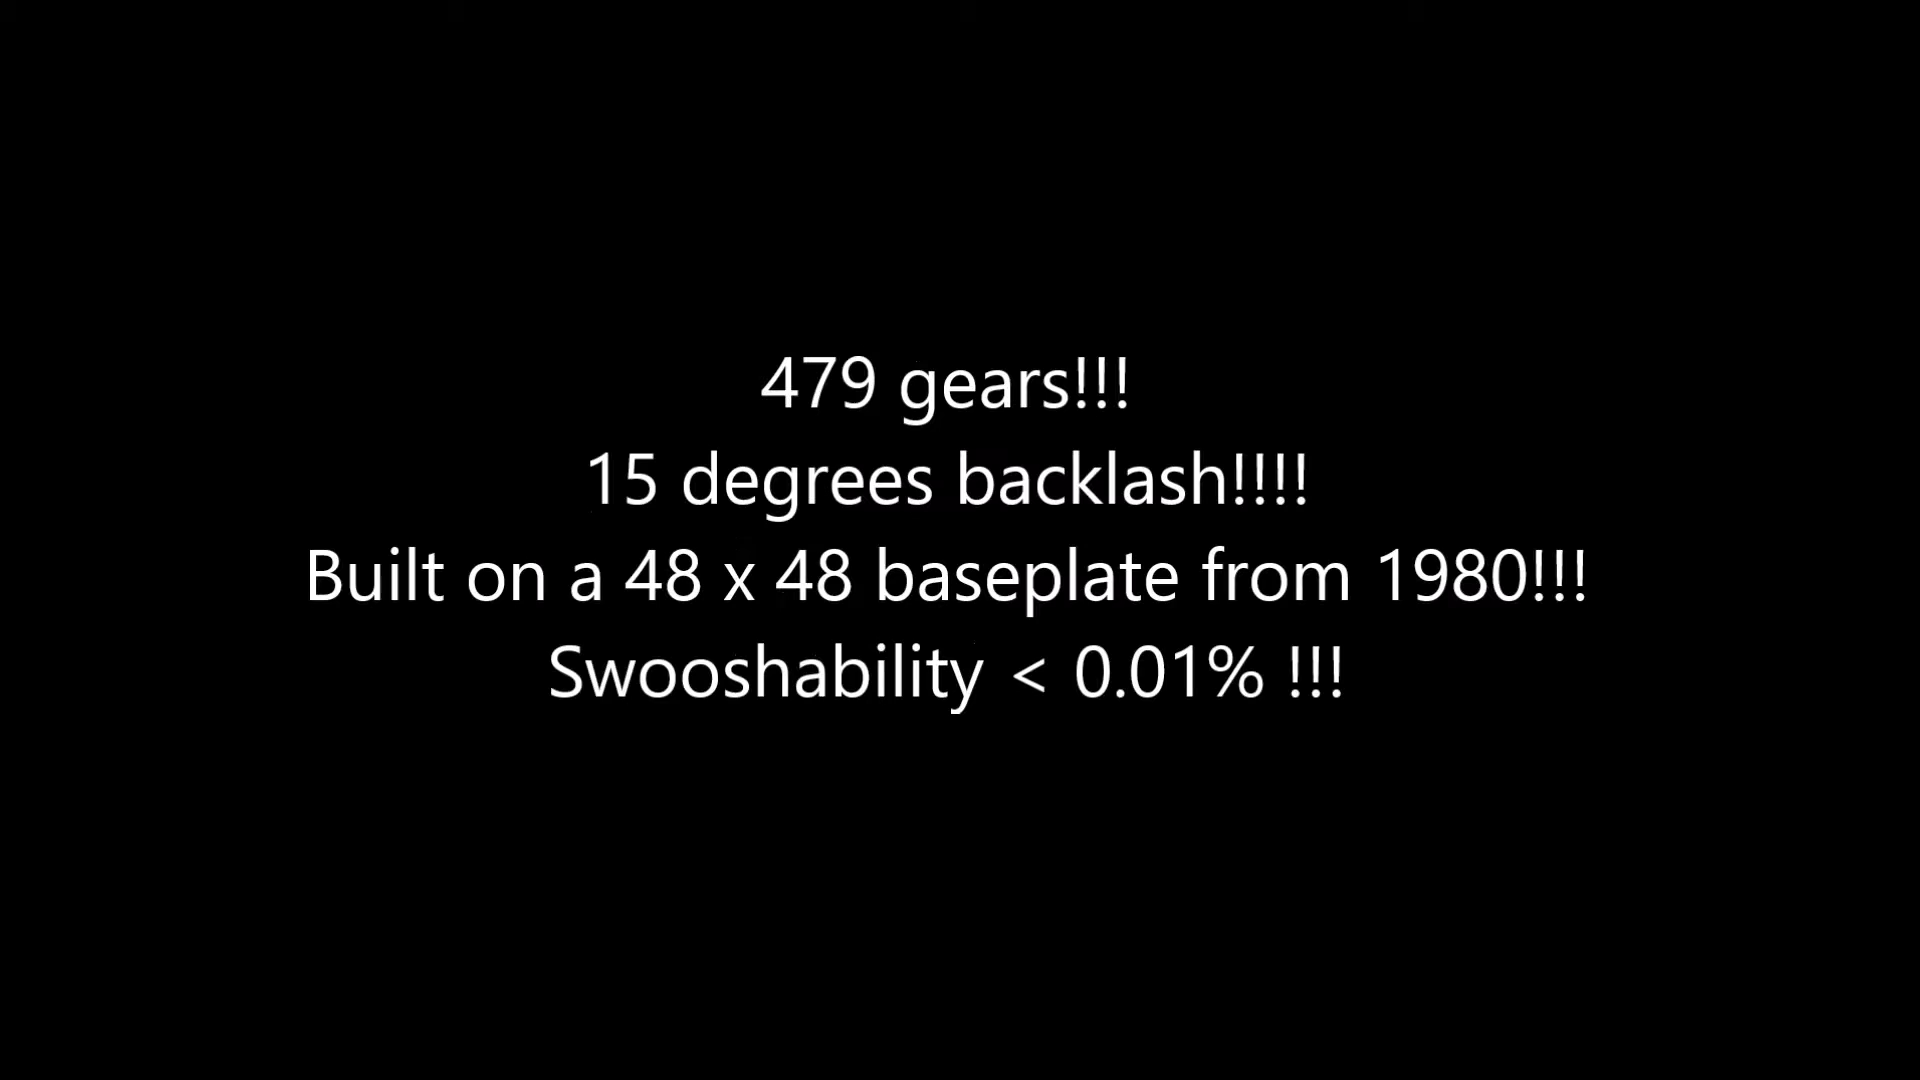 479 gears!!!
15 degrees backlash!!!!
Built on a 48 x 48 baseplate from 1980!!!
Swooshability < 0.01% !!!